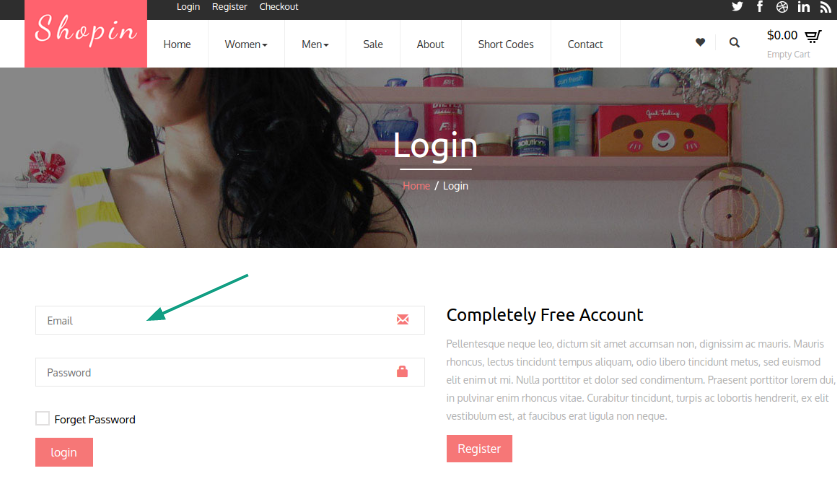 Login Register Checkout
Shopin
Home Women Men Sale About Short Codes Contact
$0.00
Empty Cart
Login
Home / Login
Email
Password
Forget Password
login
Completely Free Account
Pellentesque neque leo, dictum sit amet accumsan non, dignissim ac mauris. Mauris
rhoncus, lectus tincidunt tempus aliquam, odio libero tincidunt metus, sed euismod
elit enim ut mi. Nulla porttitor et dolor sed condimentum. Praesent porttitor lorem dui,
in pulvinar enim rhoncus vitae. Curabitur tincidunt, turpis ac lobortis hendrerit, ex elit
vestibulum est, at faucibus erat ligula non neque.
Register